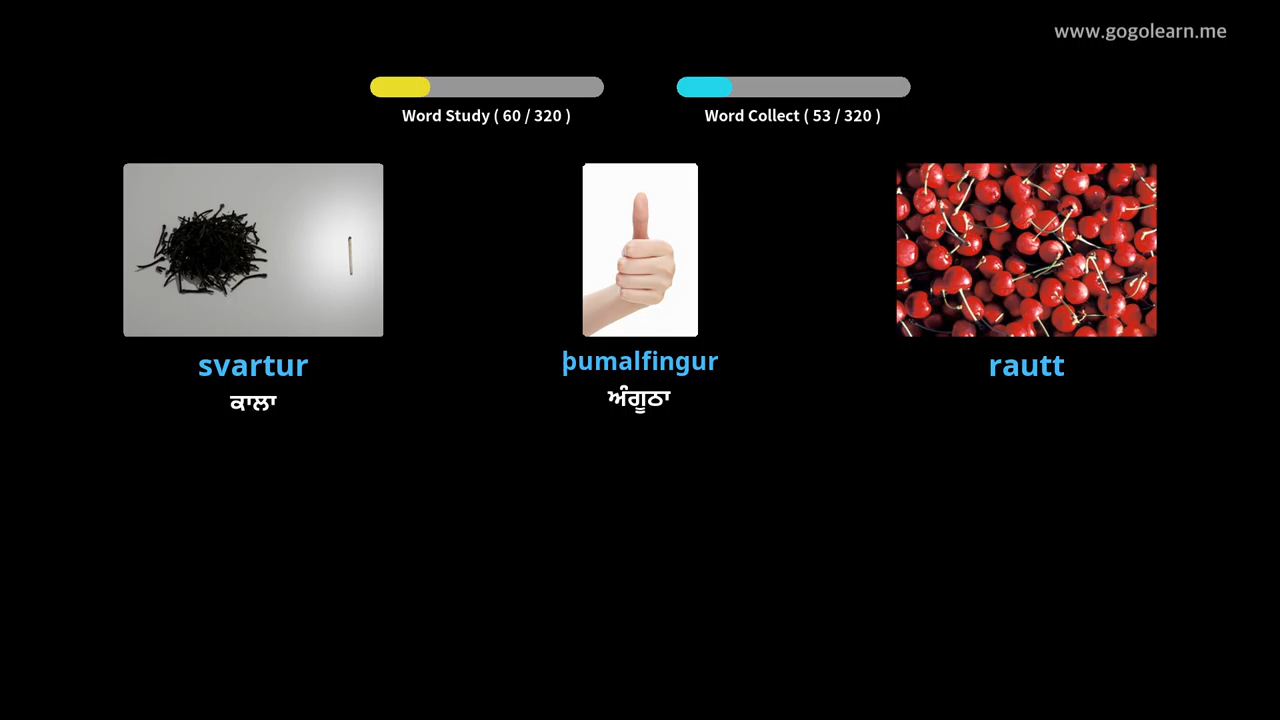 www.gogolearn.me
Word Study ( 60 / 320 )
Word Collect ( 53 / 320 )
svartur
þumalfingur
rautt
ਕਾਲਾ
ਅੰਗੂਠਾ